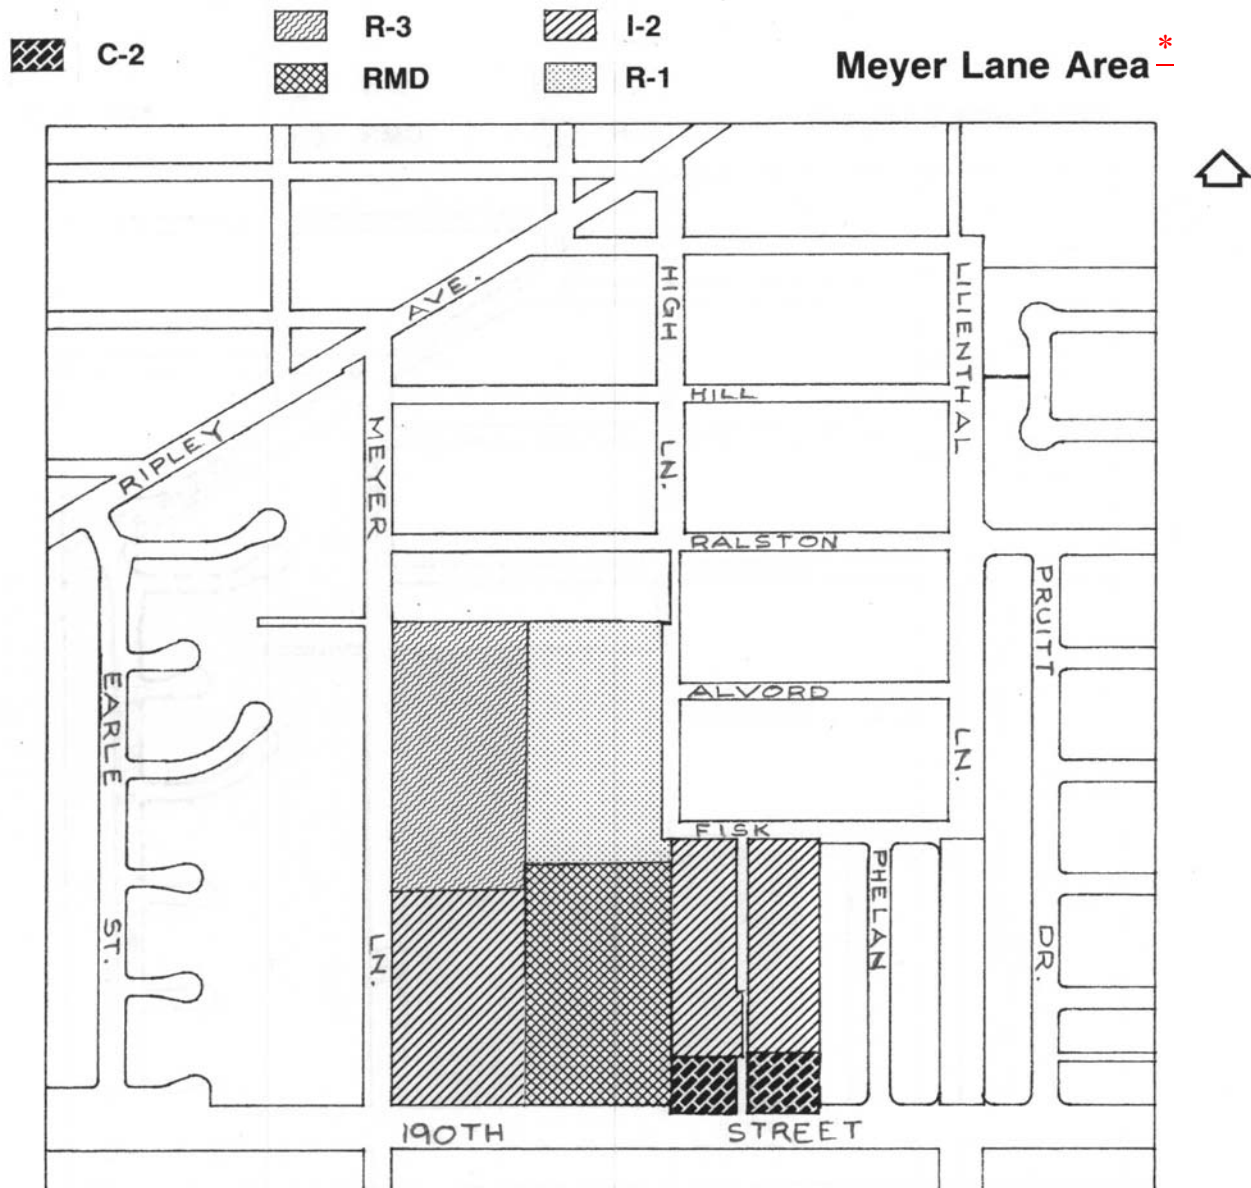 R-3
I-2
C-2
RMD
R-1
Meyer Lane Area *
RIPLEY AVE.
HIGH LN.
LILIENTHAL LN.
HILL
MEYER LN.
RALSTON
PRUITT DR.
EARLE ST.
ALVORD
FISK
PHELAN
190TH STREET